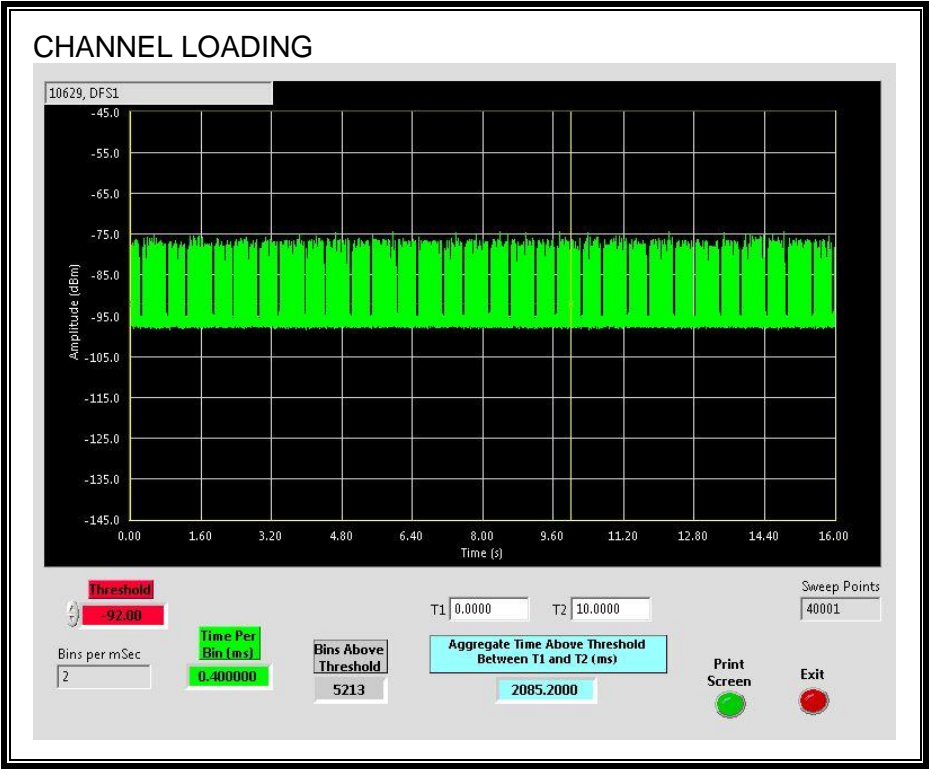 CHANNEL LOADING
10629, DFS1
-45.0
-55.0
-65.0
-75.0
-85.0
-95.0
-105.0
-115.0
-125.0
-135.0
-145.0
Amplitude (dBm)
0.00 1.60 3.20 4.80 6.40 8.00 9.60 11.20 12.80 14.40 16.00
Time (s)
Threshold
-92.00
Bins per mSec
2
Time Per
Bin (ms)
0.400000
Bins Above
Threshold
5213
T1 0.0000 T2 10.0000
Aggregate Time Above Threshold
Between T1 and T2 (ms)
2085.2000
Sweep Points
40001
Print
Screen
Exit